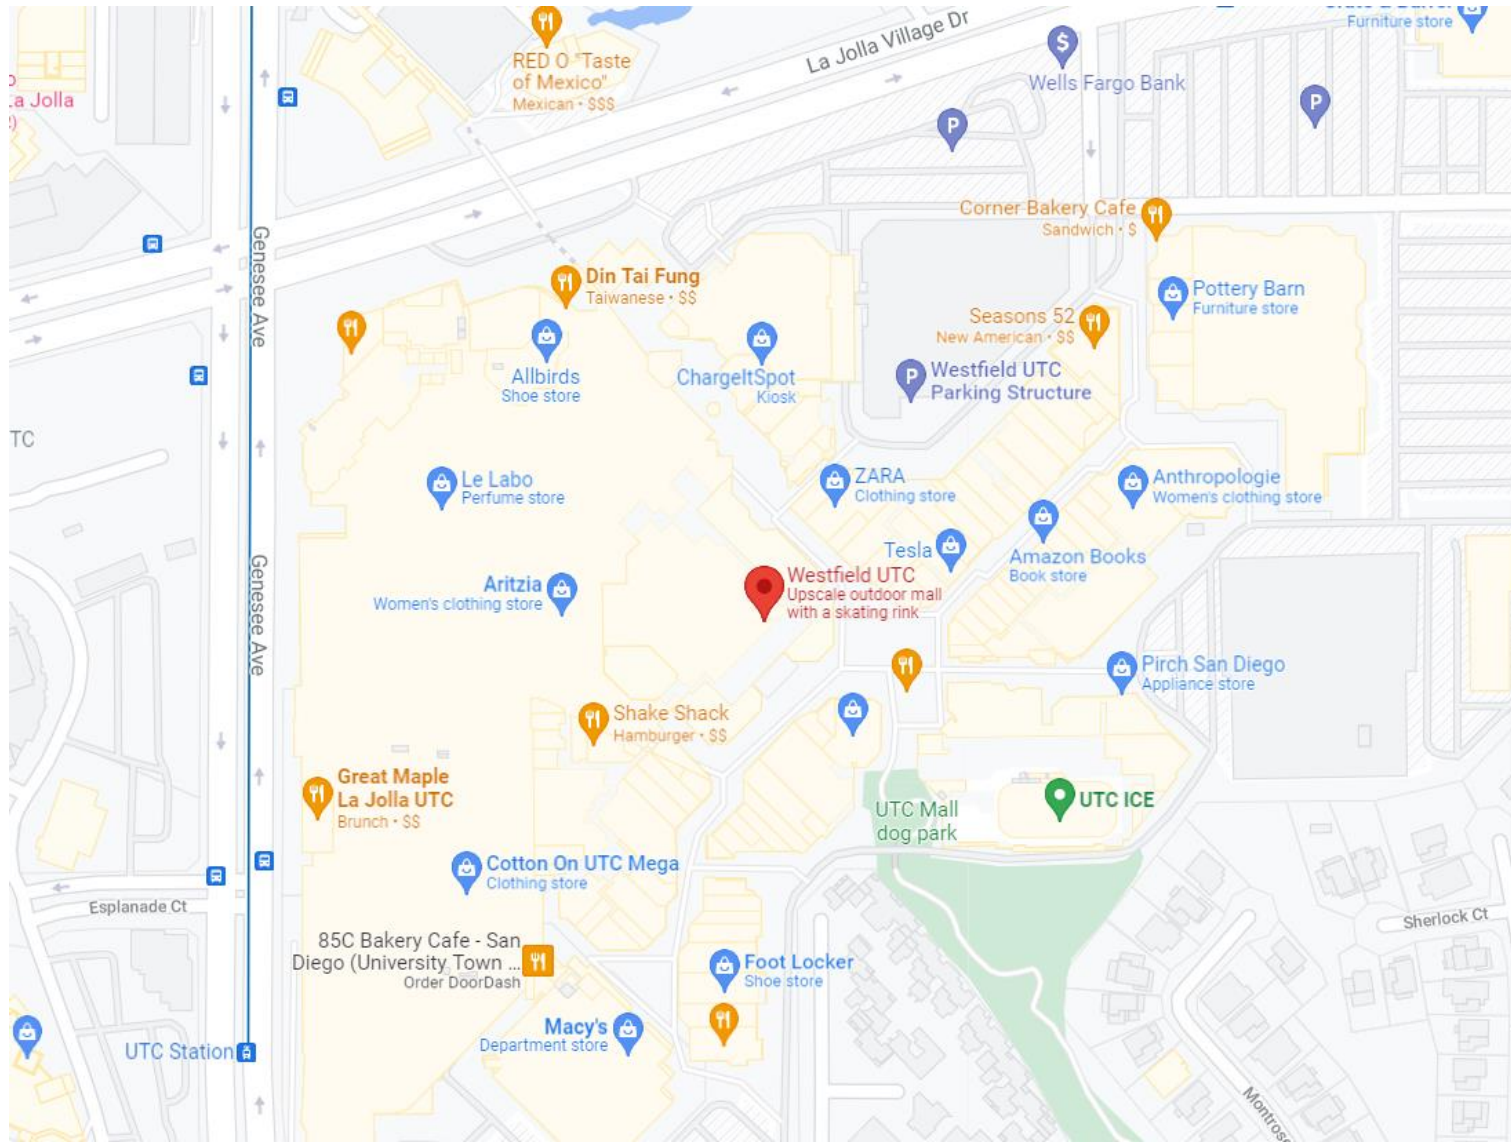 Furniture store
La Jolla Village Dr
RED O "Taste
of Mexico"
Mexican • $$$
Wells Fargo Bank
P
P
La Jolla
Corner Bakery Cafe
Sandwich • $
Genesee Ave
Din Tai Fung
Taiwanese • $$
Pottery Barn
Furniture store
Seasons 52
New American • $$
Allbirds
Shoe store
ChargeItSpot
Kiosk
P
Westfield UTC
Parking Structure
TC
Le Labo
Perfume store
ZARA
Clothing store
Anthropologie
Women's clothing store
Tesla
Amazon Books
Book store
Genesee Ave
Aritzia
Women's clothing store
Westfield UTC
Upscale outdoor mall
with a skating rink
Pirch San Diego
Appliance store
Shake Shack
Hamburger • $$
Great Maple
La Jolla UTC
Brunch • $$
UTC Mall
dog park
UTC ICE
Cotton On UTC Mega
Clothing store
Esplanade Ct
Sherlock Ct
85C Bakery Cafe - San
Diego (University Town ...
Order DoorDash
Foot Locker
Shoe store
Macy's
Department store
UTC Station
Montros